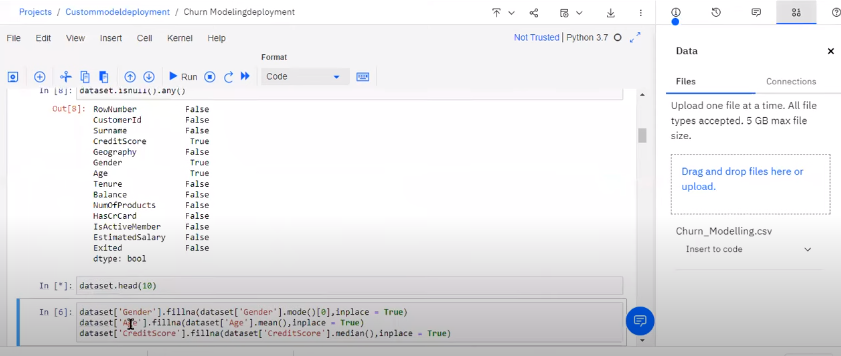 Projects / Custommodeldeployment / Churn Modelingdeployment
File Edit View Insert Cell Kernel Help
Not Trusted | Python 3.7
Format
Run
Code
In [8]: dataset.isnull().any()
Out[8]: RowNumber False
CustomerId False
Surname False
CreditScore True
Geography False
Gender True
Age True
Tenure False
Balance False
NumOfProducts False
HasCrCard False
IsActiveMember False
EstimatedSalary False
Exited False
dtype: bool
In [*]: dataset.head(10)
In [6]: dataset['Gender'].fillna(dataset['Gender'].mode()[0],inplace = True)
dataset['Age'].fillna(dataset['Age'].mean(),inplace = True)
dataset['CreditScore'].fillna(dataset['CreditScore'].median(),inplace = True)
Data
Files Connections
Upload one file at a time. All file
types accepted. 5 GB max file
size.
Drag and drop files here or
upload.
Churn_Modelling.csv
Insert to code